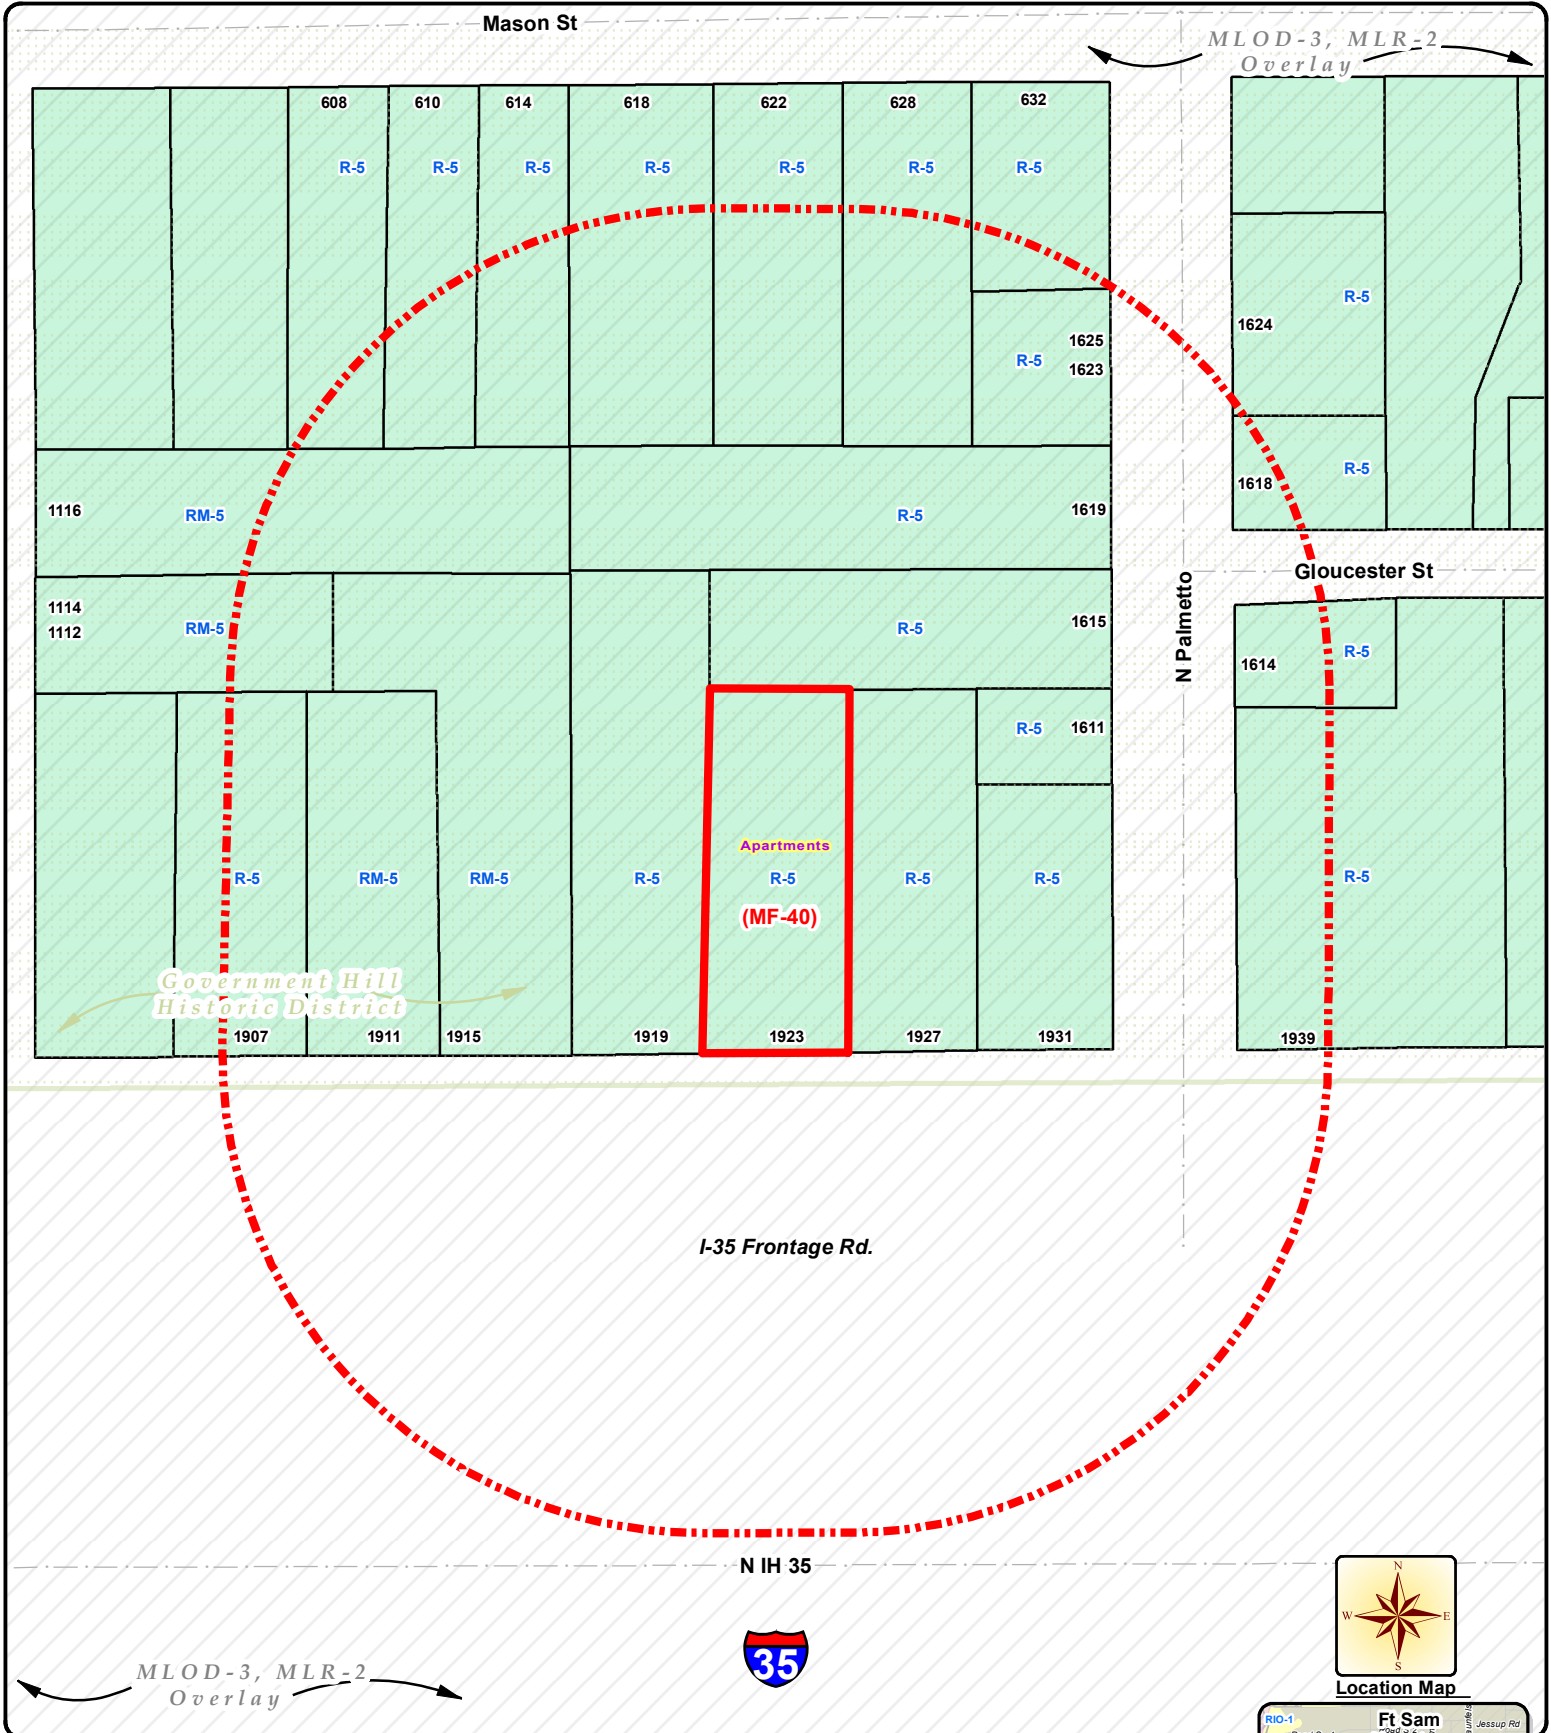 Mason St
MLOD-3, MLR-2
Overlay
608
610
614
618
622
628
632
R-5
R-5
R-5
R-5
R-5
R-5
R-5
1624
R-5
1625
R-5
1623
1618
R-5
1116
RM-5
R-5
1619
Gloucester St
N Palmetto
1114
1112
RM-5
R-5
1615
1614
R-5
R-5
1611
Apartments
R-5
RM-5
RM-5
R-5
R-5
R-5
R-5
R-5
(MF-40)
Government Hill
Historic District
1907
1911
1915
1919
1923
1927
1931
1939
I-35 Frontage Rd.
N IH 35
N
W
E
S
35
MLOD-3, MLR-2
Overlay
Location Map
RIO-1
Ft Sam
Jessup Rd